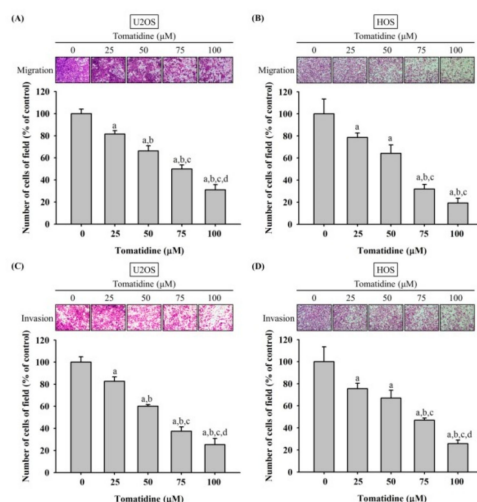 (A)
U2OS
Tomatidine (µM)
0 25 50 75 100
Migration
Number of cells of field (% of control)
120
100
80
60
40
20
0
a
a,b
a,b,c
a,b,c,d
0 25 50 75 100
Tomatidine (µM)
(B)
HOS
Tomatidine (µM)
0 25 50 75 100
Migration
Number of cells of field (% of control)
120
100
80
60
40
20
0
a
a
a,b,c
a,b,c
0 25 50 75 100
Tomatidine (µM)
(C)
U2OS
Tomatidine (µM)
0 25 50 75 100
Invasion
Number of cells of field (% of control)
120
100
80
60
40
20
0
a
a,b
a,b,c
a,b,c,d
0 25 50 75 100
Tomatidine (µM)
(D)
HOS
Tomatidine (µM)
0 25 50 75 100
Invasion
Number of cells of field (% of control)
120
100
80
60
40
20
0
a
a
a,b,c
a,b,c,d
0 25 50 75 100
Tomatidine (µM)